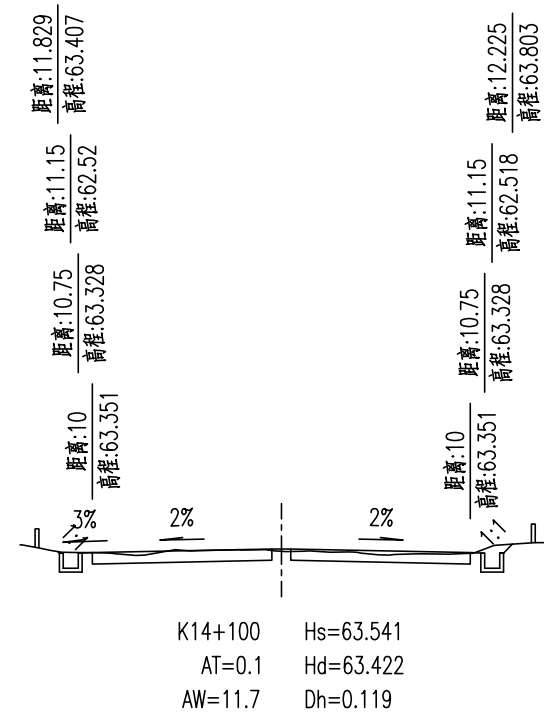 距离:11.829
高程:63.407
距离:11.15
高程:62.52
距离:10.75
高程:63.328
距离:10
高程:63.351
距离:12.225
高程:63.803
距离:11.15
高程:62.518
距离:10.75
高程:63.328
距离:10
高程:63.351
3%
2%
2%
1:1
K14+100 Hs=63.541
AT=0.1 Hd=63.422
AW=11.7 Dh=0.119